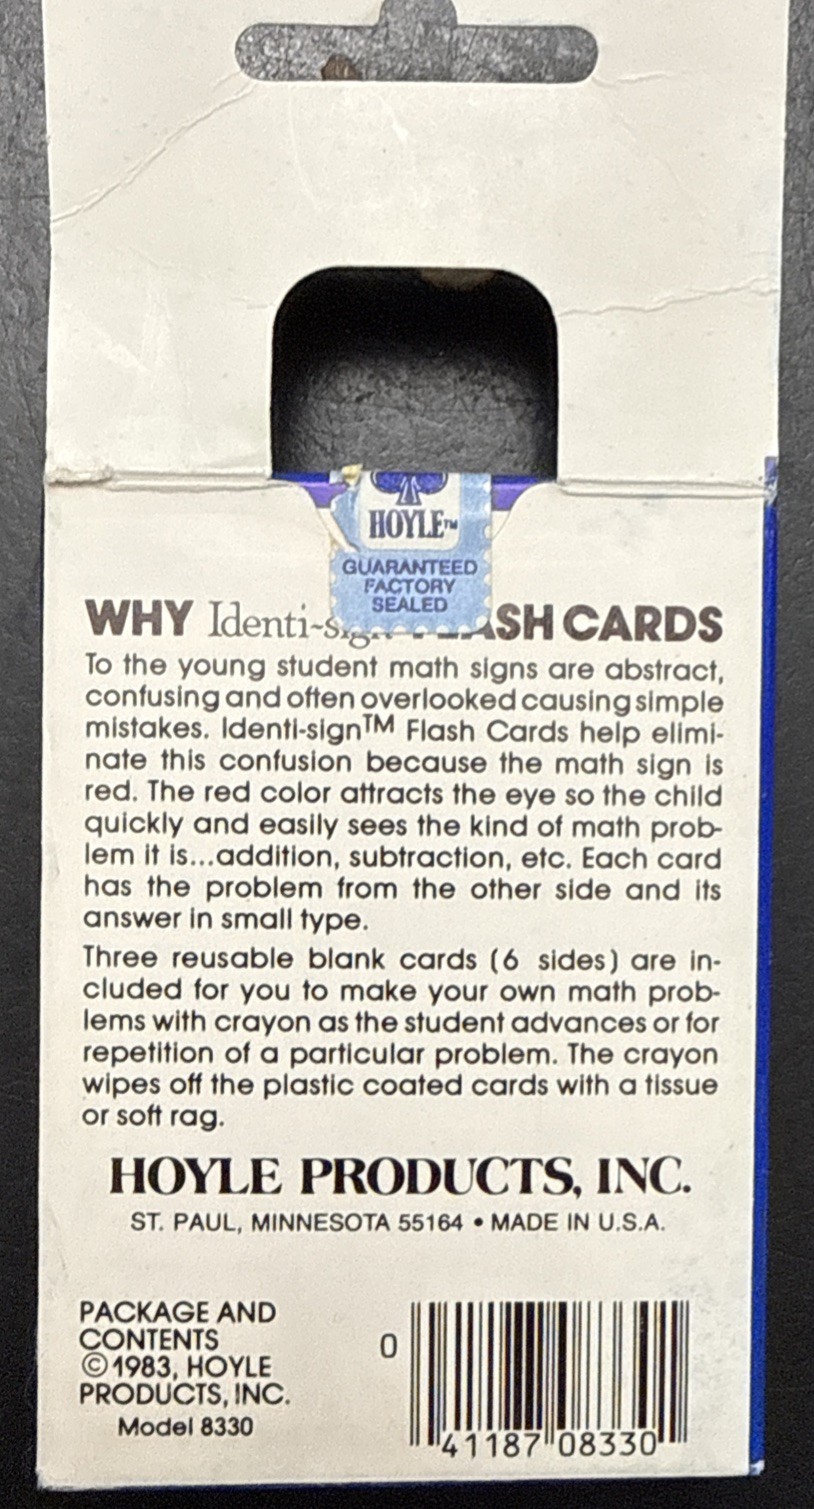 HOYLE™
GUARANTEED
FACTORY
SEALED
WHY Identi-sign FLASH CARDS
To the young student math signs are abstract,
confusing and often overlooked causing simple
mistakes. Identi-sign™ Flash Cards help elimi-
nate this confusion because the math sign is
red. The red color attracts the eye so the child
quickly and easily sees the kind of math prob-
lem it is...addition, subtraction, etc. Each card
has the problem from the other side and its
answer in small type.
Three reusable blank cards (6 sides) are in-
cluded for you to make your own math prob-
lems with crayon as the student advances or for
repetition of a particular problem. The crayon
wipes off the plastic coated cards with a tissue
or soft rag.
HOYLE PRODUCTS, INC.
ST. PAUL, MINNESOTA 55164 • MADE IN U.S.A.
PACKAGE AND
CONTENTS
© 1983, HOYLE
PRODUCTS, INC.
Model 8330
0 41187 08330